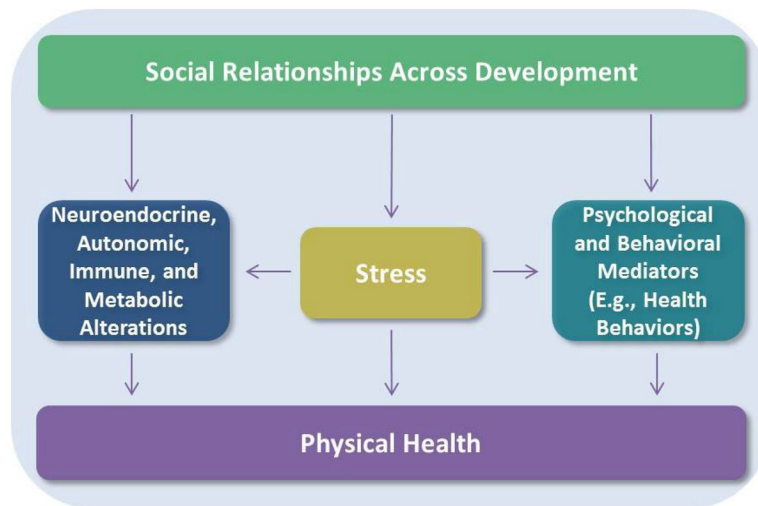 Social Relationships Across Development
Neuroendocrine,
Autonomic,
Immune, and
Metabolic
Alterations
Stress
Psychological
and Behavioral
Mediators
(E.g., Health
Behaviors)
Physical Health